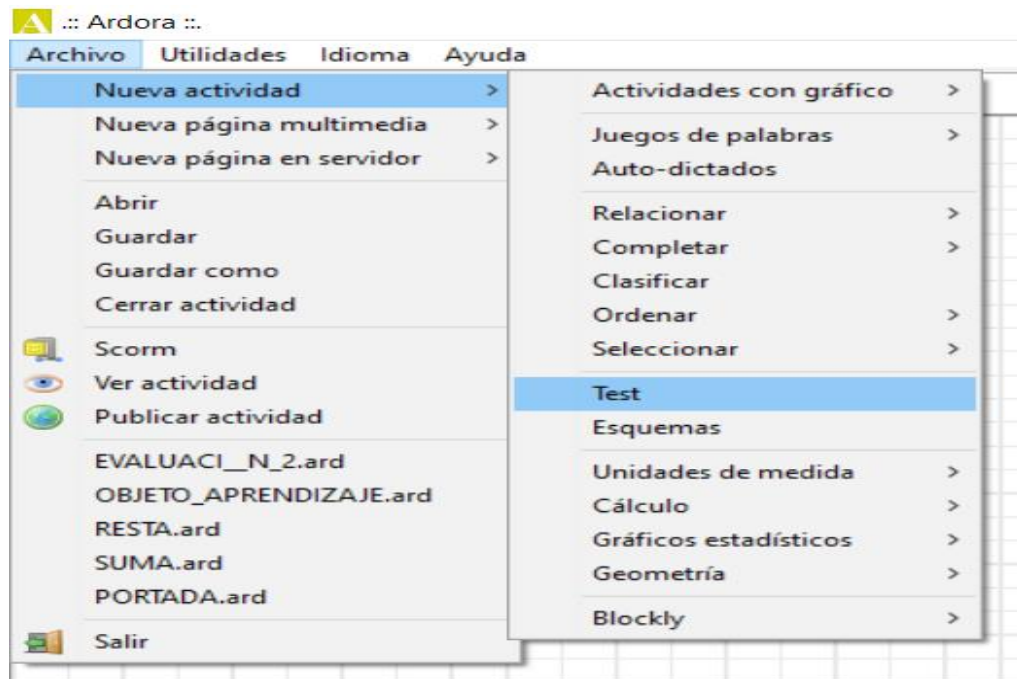 .:: Ardora ::.
Archivo Utilidades Idioma Ayuda
Nueva actividad >
Nueva página multimedia >
Nueva página en servidor >
Abrir
Guardar
Guardar como
Cerrar actividad
Scorm
Ver actividad
Publicar actividad
EVALUACI__N_2.ard
OBJETO_APRENDIZAJE.ard
RESTA.ard
SUMA.ard
PORTADA.ard
Salir
Actividades con gráfico >
Juegos de palabras >
Auto-dictados
Relacionar >
Completar >
Clasificar
Ordenar >
Seleccionar >
Test
Esquemas
Unidades de medida >
Cálculo >
Gráficos estadísticos >
Geometría >
Blockly >